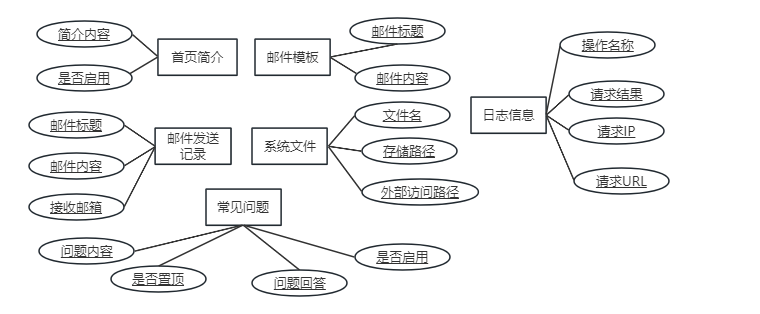 简介内容
首页简介
是否启用
邮件模板
邮件标题
邮件内容
操作名称
日志信息
请求结果
请求IP
请求URL
邮件标题
邮件发送
记录
邮件内容
接收邮箱
系统文件
文件名
存储路径
外部访问路径
常见问题
问题内容
是否置顶
问题回答
是否启用